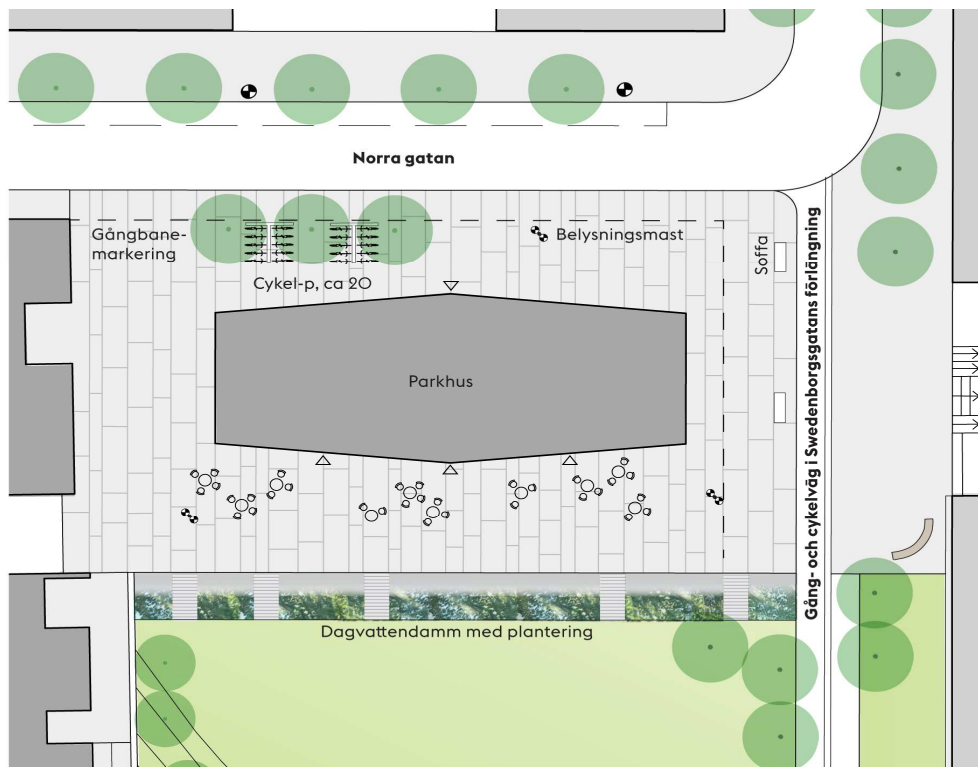 Norra gatan
Gångbane-
markering
Belysningsmast
Soffa
Cykel-p, ca 20
Parkhus
Gång- och cykelväg i Swedenborgsgatans förlängning
Dagvattendamm med plantering